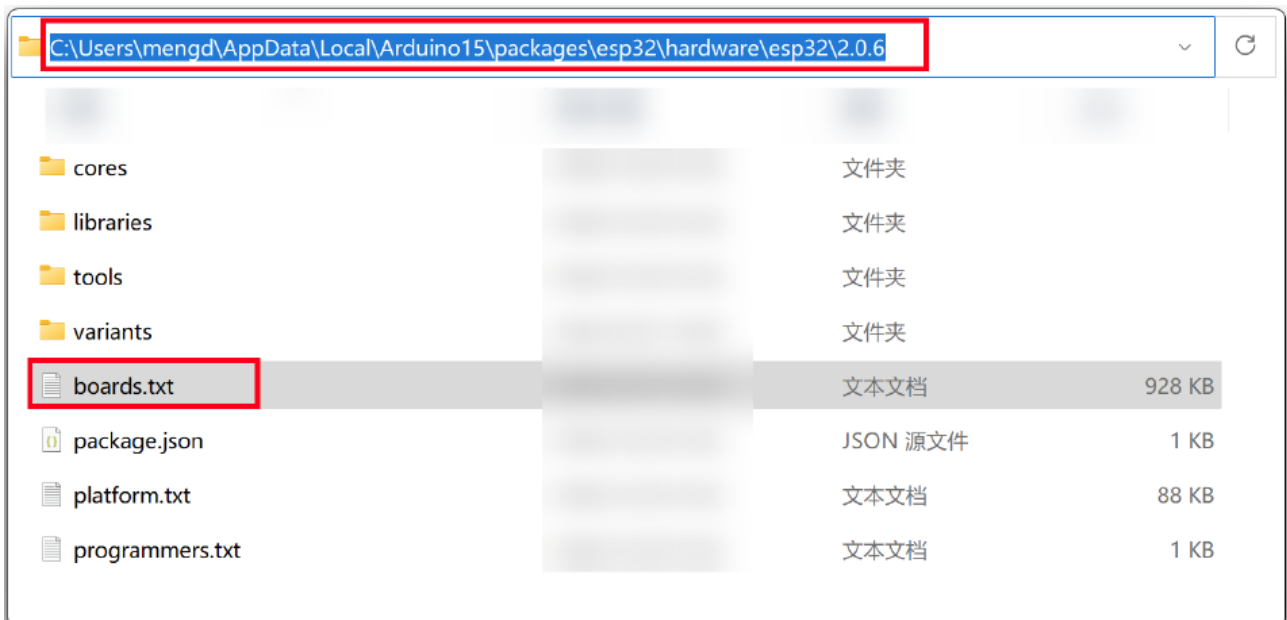 C:\Users\mengd\AppData\Local\Arduino15\packages\esp32\hardware\esp32\2.0.6
cores 文件夹
libraries 文件夹
tools 文件夹
variants 文件夹
boards.txt 文本文档 928 KB
package.json JSON 源文件 1 KB
platform.txt 文本文档 88 KB
programmers.txt 文本文档 1 KB